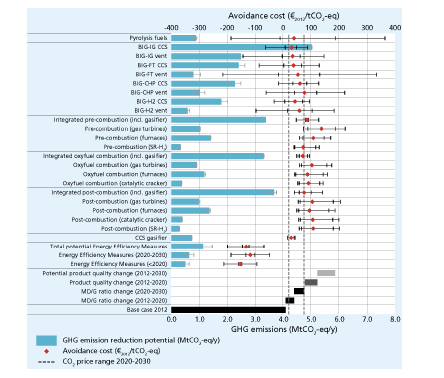 Avoidance cost (€2012/tCO2-eq)
-400 -300 -200 -100 0 100 200 300 400
Pyrolysis fuels
BIG-IG CCS
BIG-IG vent
BIG-FT CCS
BIG-FT vent
BIG-CHP CCS
BIG-CHP vent
BIG-H2 CCS
BIG-H2 vent
Integrated pre-combustion (incl. gasifier)
Pre-combustion (gas turbines)
Pre-combustion (furnaces)
Pre-combustion (SR-H2)
Integrated oxyfuel combustion (incl. gasifier)
Oxyfuel combustion (gas turbines)
Oxyfuel combustion (furnaces)
Oxyfuel combustion (catalytic cracker)
Integrated post-combustion (incl. gasifier)
Post-combustion (gas turbines)
Post-combustion (furnaces)
Post-combustion (catalytic cracker)
Post-combustion (SR-H2)
CCS gasifier
Total potential Energy Efficiency Measures
Energy Efficiency Measures (2020-2030)
Energy Efficiency Measures (<2020)
Potential product quality change (2012-2030)
Product quality change (2012-2020)
MD/G ratio change (2020-2030)
MD/G ratio change (2012-2020)
Base case 2012
0.0 1.0 2.0 3.0 4.0 5.0 6.0 7.0 8.0
GHG emissions (MtCO2-eq/y)
GHG emission reduction potential (MtCO2-eq/y)
Avoidance cost (€2012/tCO2-eq)
CO2 price range 2020-2030